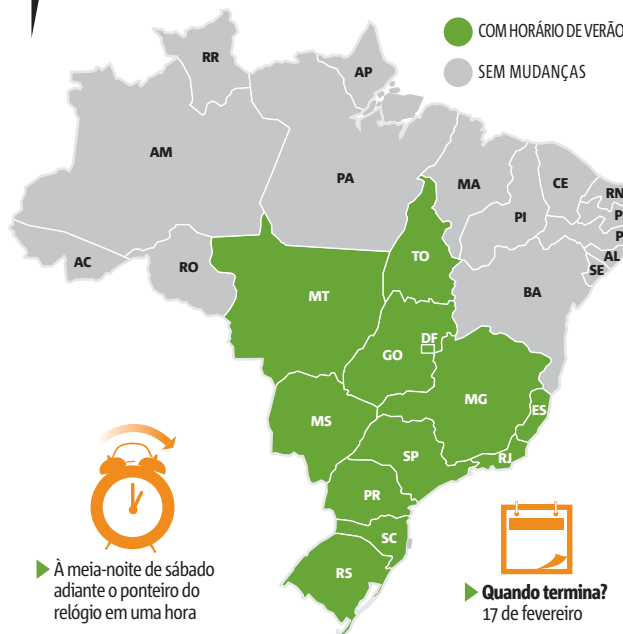 COM HORÁRIO DE VERÃO
SEM MUDANÇAS
RR
AP
AM
PA
MA
CE
RN
PI
P
P
AL
SE
AC
RO
TO
BA
MT
DF
GO
MG
ES
MS
SP
RJ
PR
SC
RS
À meia-noite de sábado
adiante o ponteiro do
relógio em uma hora
Quando termina?
17 de fevereiro